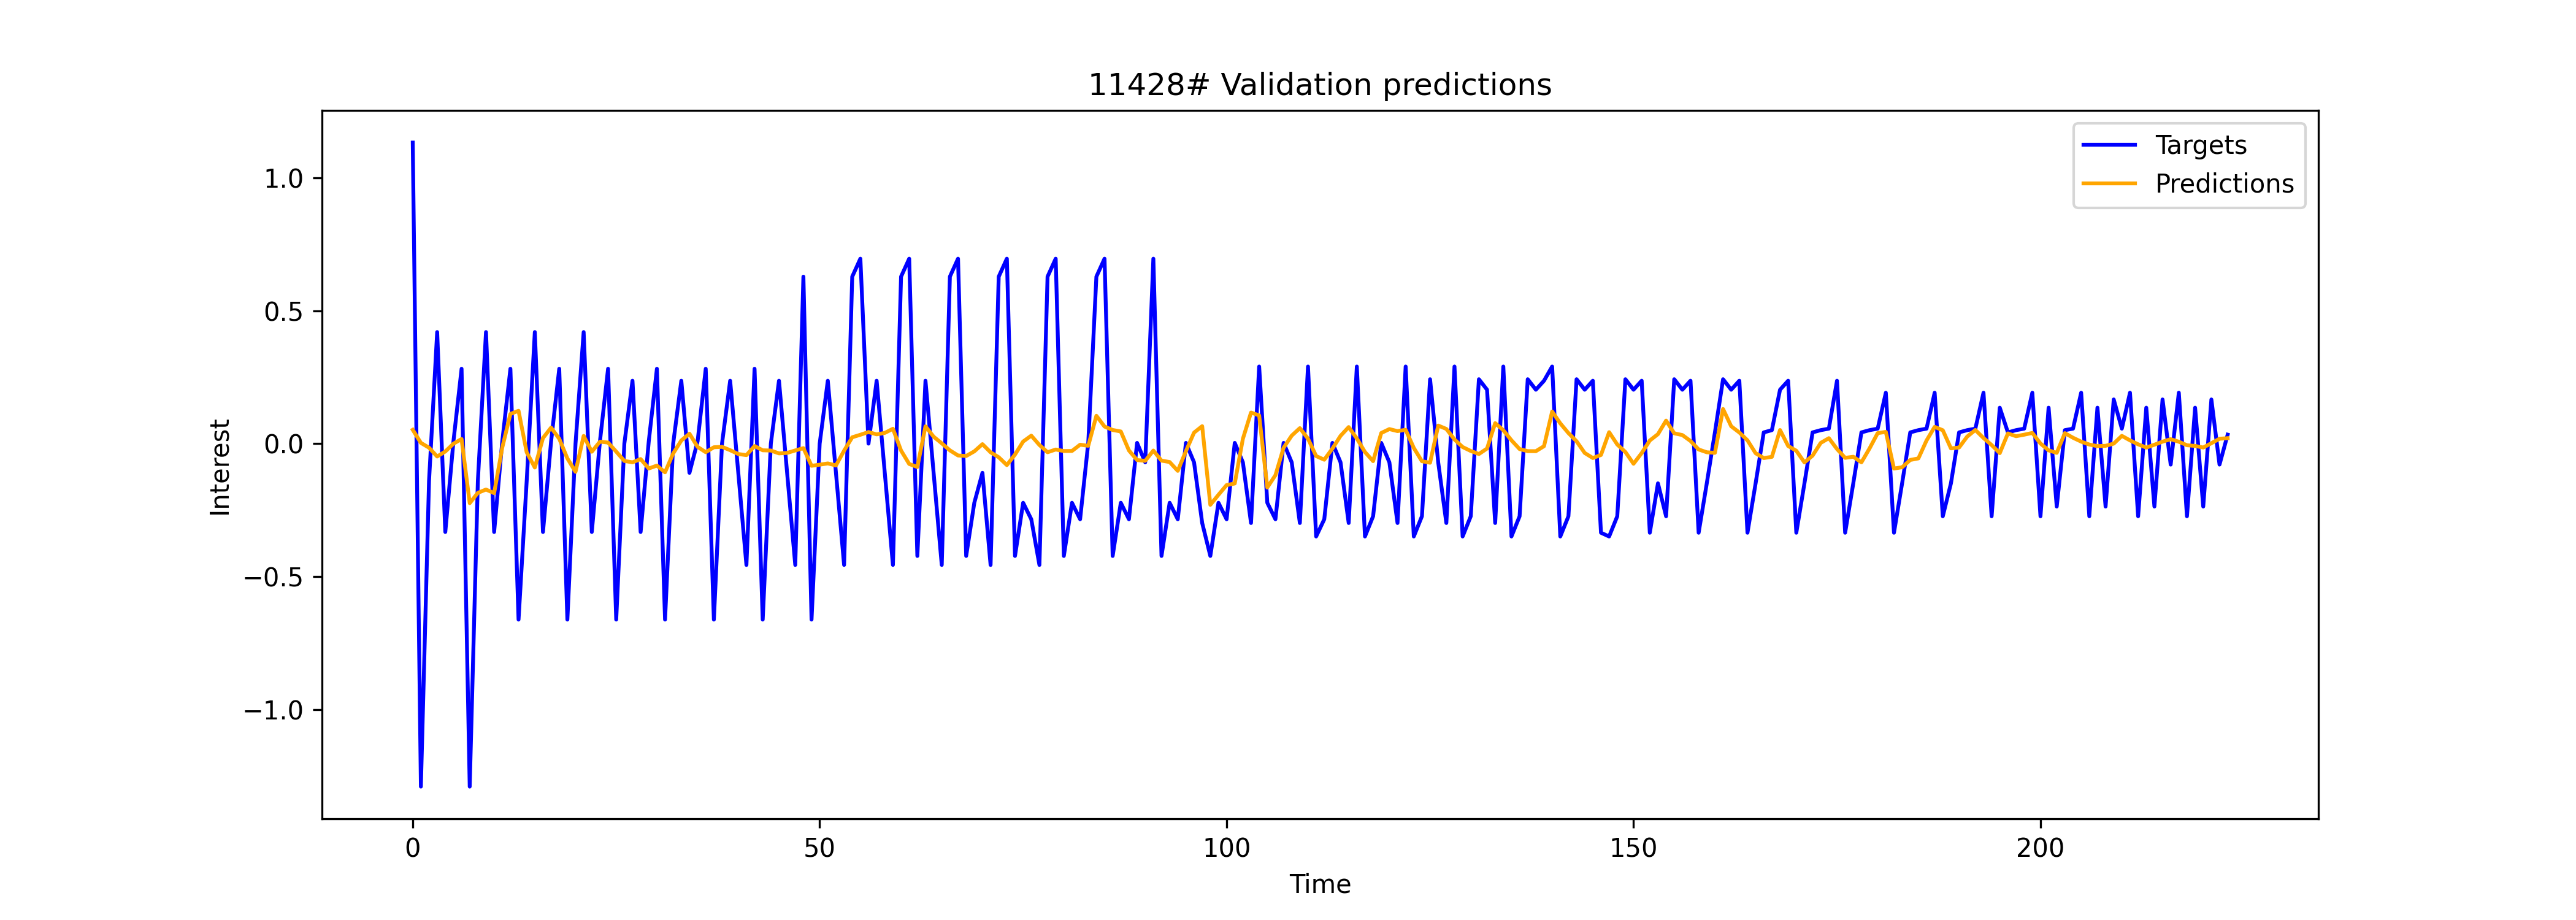 11428# Validation predictions
Targets
Predictions
1.0
0.5
0.0
−0.5
−1.0
Interest
0
50
100
150
200
Time